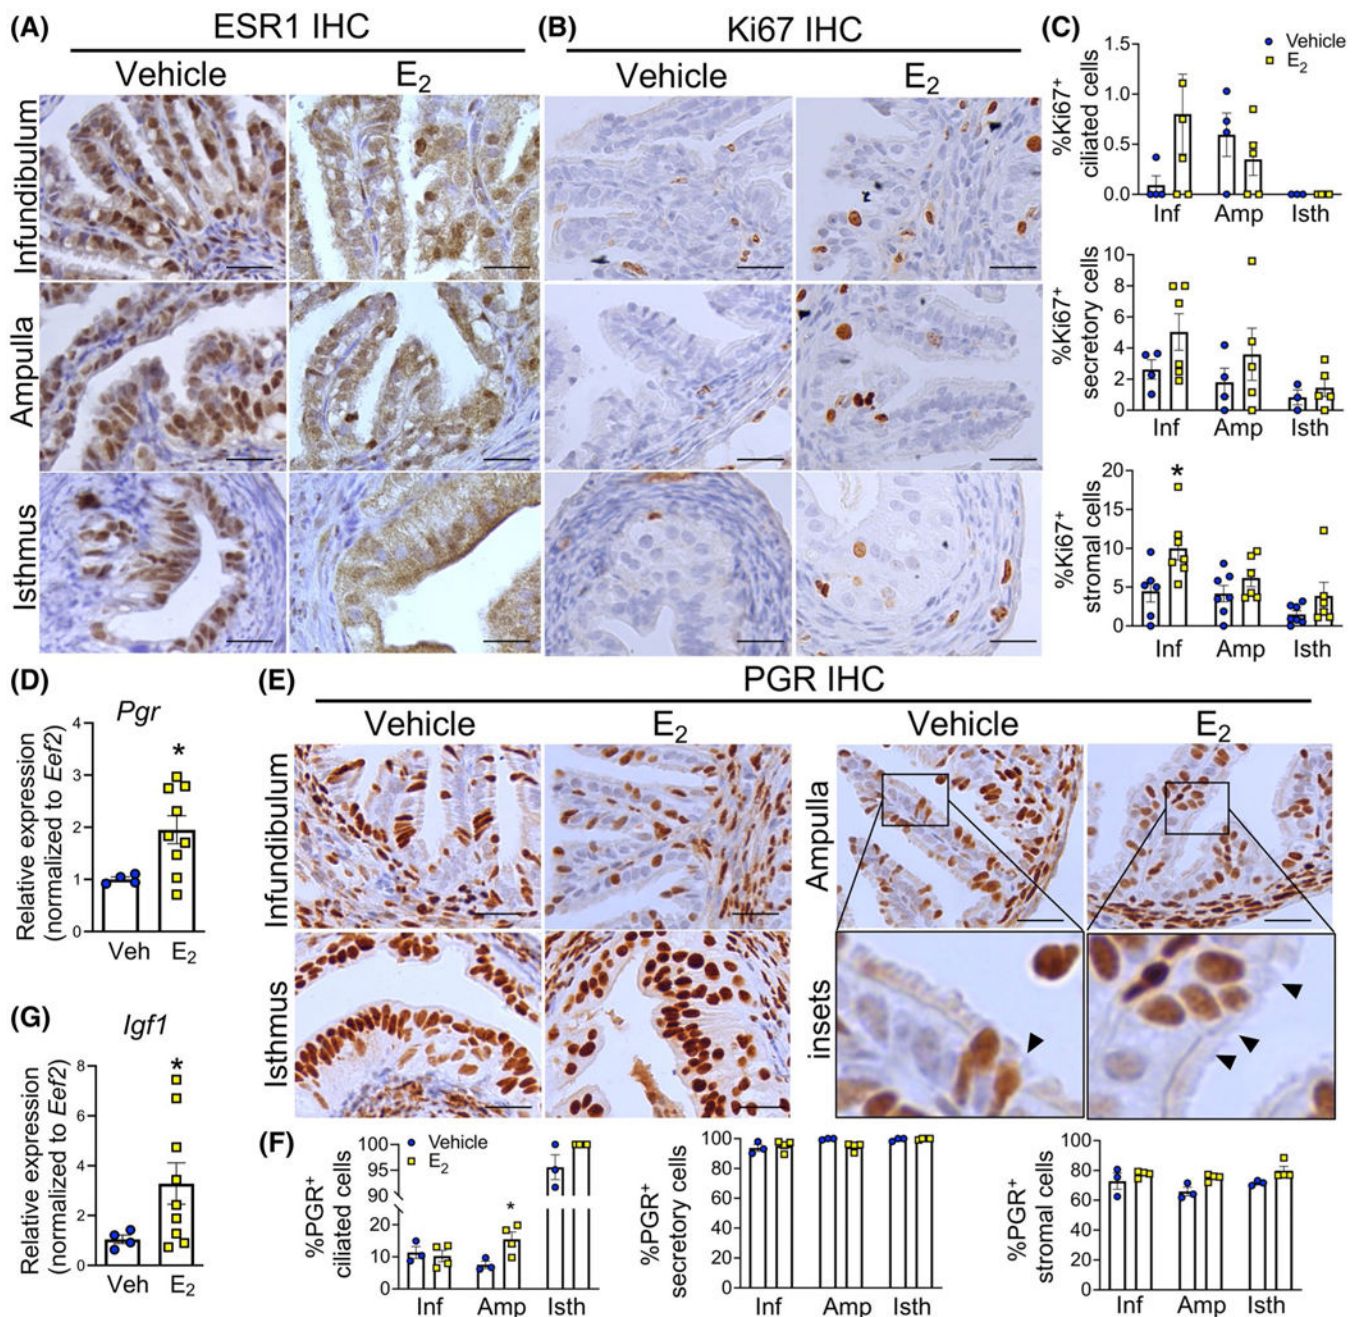 (A) ESR1 IHC
Vehicle E2
Infundibulum
Ampulla
Isthmus
(B) Ki67 IHC
Vehicle E2
(C)
Vehicle
E2
%Ki67+
ciliated cells
1.5
1.0
0.5
0.0
Inf Amp Isth
%Ki67+
secretory cells
10
8
6
4
2
0
Inf Amp Isth
%Ki67+
stromal cells
20
15
10
5
0
*
Inf Amp Isth
(D)
Pgr
Relative expression
(normalized to Eef2)
4
3
2
1
0
*
Veh E2
(E) PGR IHC
Vehicle E2 Vehicle E2
Infundibulum
Isthmus
Ampulla
insets
(G)
Igf1
Relative expression
(normalized to Eef2)
8
6
4
2
0
*
Veh E2
(F)
Vehicle
E2
%PGR+
ciliated cells
100
95
90
20
10
0
*
Inf Amp Isth
%PGR+
secretory cells
100
80
60
40
20
0
Inf Amp Isth
%PGR+
stromal cells
100
80
60
40
20
0
Inf Amp Isth